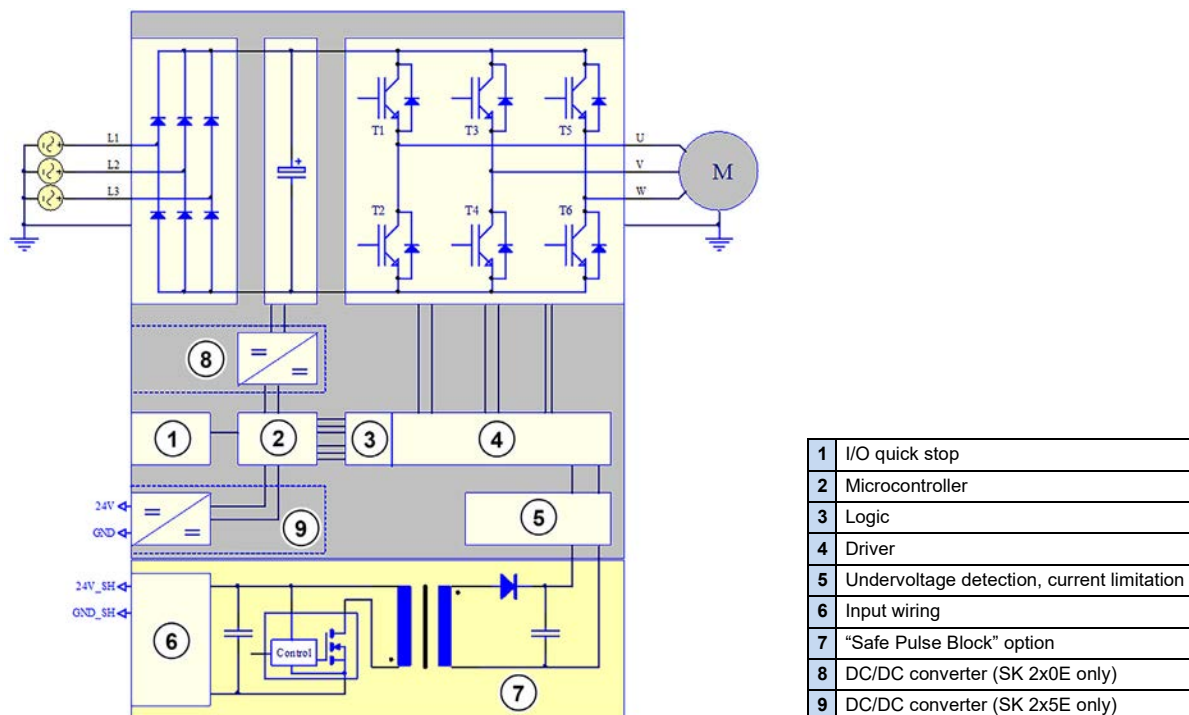 L1
L2
L3
T1
T3
T5
T2
T4
T6
U
V
W
M
8
1
2
3
4
24V
GND
9
5
24V_SH
GND_SH
6
Control
7
1 I/O quick stop
2 Microcontroller
3 Logic
4 Driver
5 Undervoltage detection, current limitation
6 Input wiring
7 “Safe Pulse Block” option
8 DC/DC converter (SK 2x0E only)
9 DC/DC converter (SK 2x5E only)